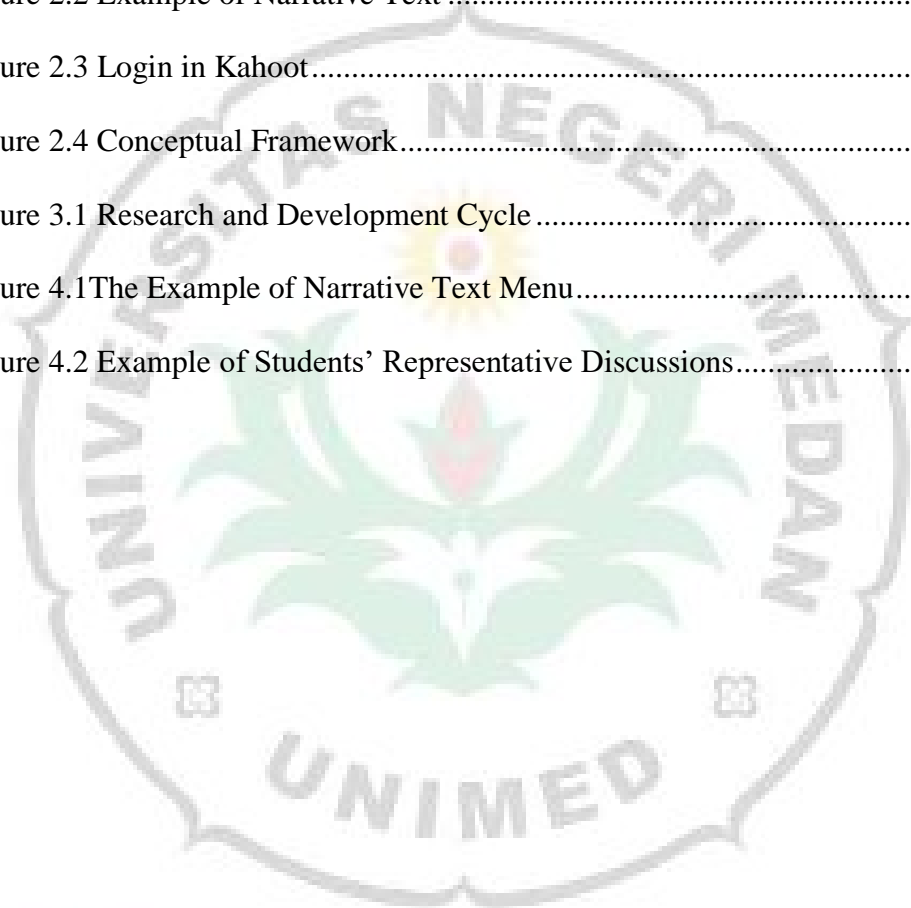 ure 2.2 Example of Narrative Text ................................................................
ure 2.3 Login in Kahoot..............................................................................
ure 2.4 Conceptual Framework...................................................................
ure 3.1 Research and Development Cycle ..................................................
ure 4.1The Example of Narrative Text Menu.............................................
ure 4.2 Example of Students’ Representative Discussions.........................
UNIVERSITAS NEGERI MEDAN
UNIMED